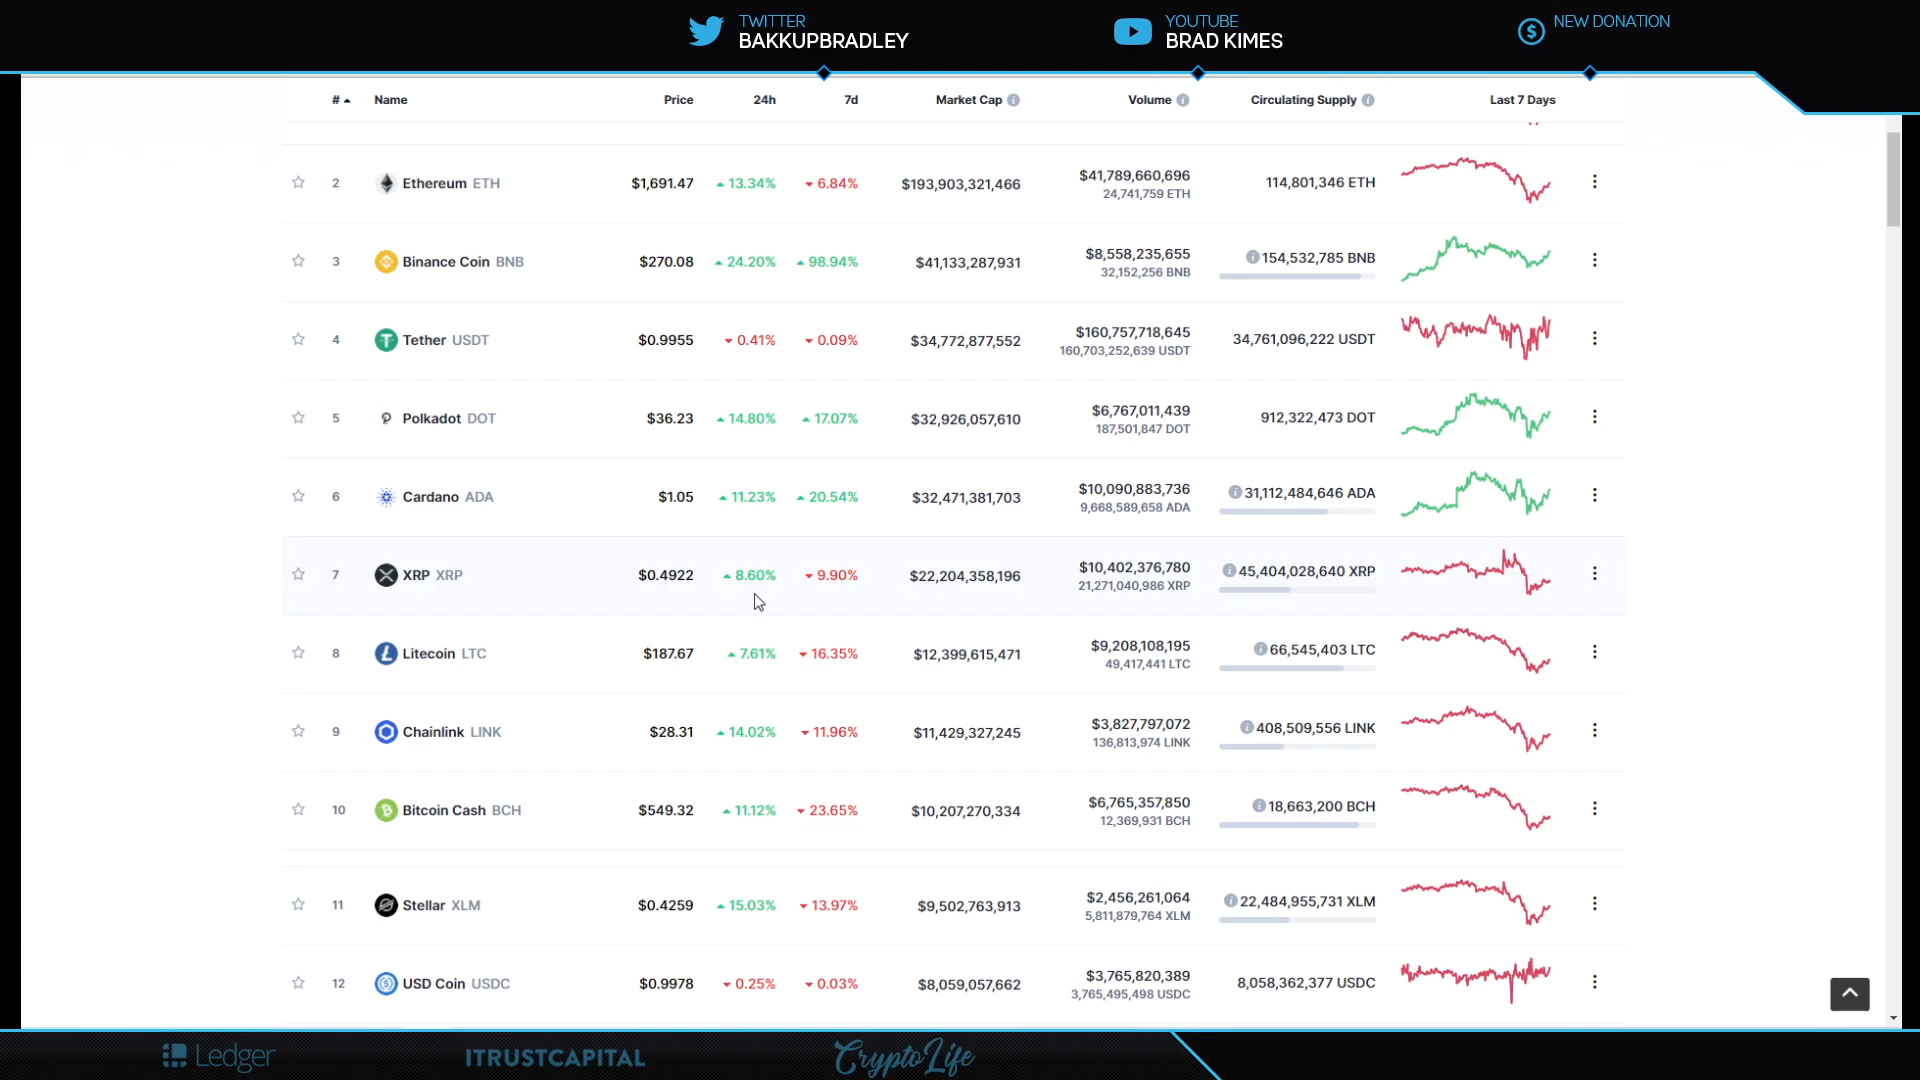 TWITTER
BAKKUPBRADLEY
YOUTUBE
BRAD KIMES
NEW DONATION
# Name Price 24h 7d Market Cap Volume Circulating Supply Last 7 Days
2 Ethereum ETH $1,691.47 13.34% 6.84% $193,903,321,466 $41,789,660,696 114,801,346 ETH
24,741,759 ETH
3 Binance Coin BNB $270.08 24.20% 98.94% $41,133,287,931 $8,558,235,655 154,532,785 BNB
32,152,256 BNB
4 Tether USDT $0.9955 0.41% 0.09% $34,772,877,552 $160,757,718,645 34,761,096,222 USDT
160,703,252,639 USDT
5 Polkadot DOT $36.23 14.80% 17.07% $32,926,057,610 $6,767,011,439 912,322,473 DOT
187,501,847 DOT
6 Cardano ADA $1.05 11.23% 20.54% $32,471,381,703 $10,090,883,736 31,112,484,646 ADA
9,668,589,658 ADA
7 XRP XRP $0.4922 8.60% 9.90% $22,204,358,196 $10,402,376,780 45,404,028,640 XRP
21,271,040,986 XRP
8 Litecoin LTC $187.67 7.61% 16.35% $12,399,615,471 $9,208,108,195 66,545,403 LTC
49,417,441 LTC
9 Chainlink LINK $28.31 14.02% 11.96% $11,429,327,245 $3,827,797,072 408,509,556 LINK
136,813,974 LINK
10 Bitcoin Cash BCH $549.32 11.12% 23.65% $10,207,270,334 $6,765,357,850 18,663,200 BCH
12,369,931 BCH
11 Stellar XLM $0.4259 15.03% 13.97% $9,502,763,913 $2,456,261,064 22,484,955,731 XLM
5,811,879,764 XLM
12 USD Coin USDC $0.9978 0.25% 0.03% $8,059,057,662 $3,765,820,389 8,058,362,377 USDC
3,765,495,498 USDC
Ledger
ITRUSTCAPITAL
CryptoLife